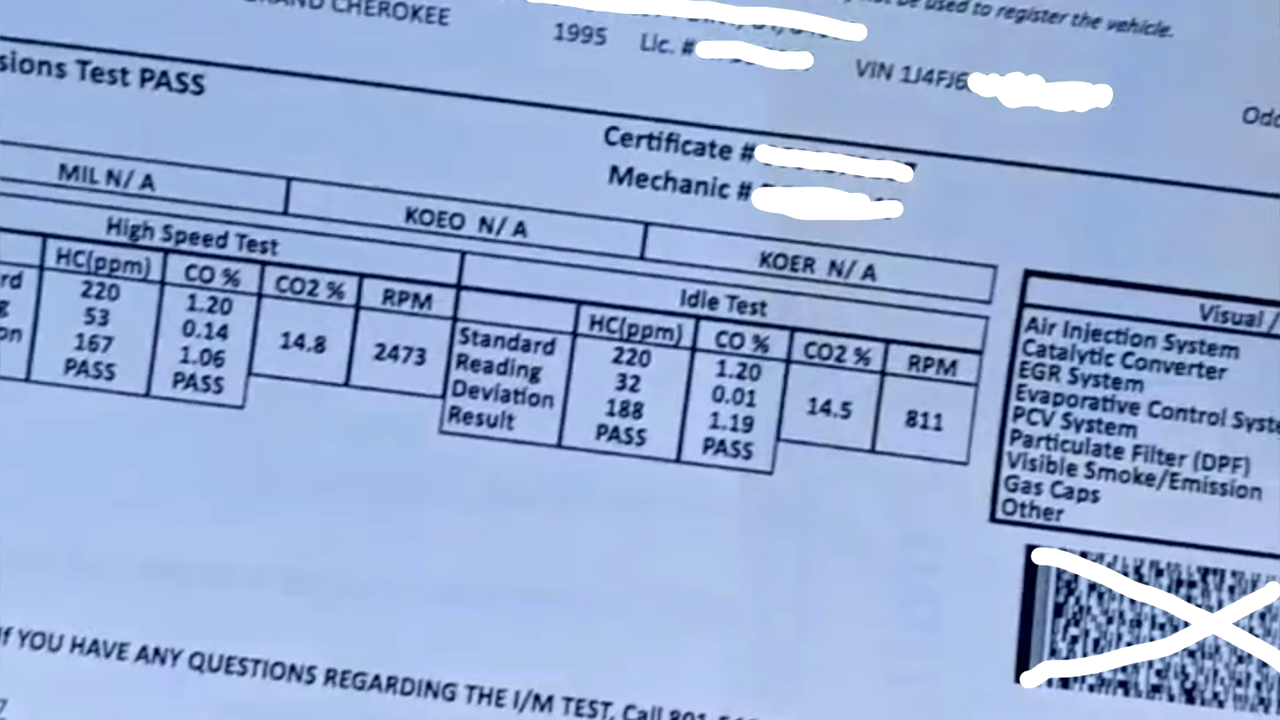 GRAND CHEROKEE
be used to register the vehicle.
1995 Lic. #
VIN 1J4FJ6
sions Test PASS
Certificate #
Mechanic #
MIL N/ A
KOEO N/ A
KOER N/ A
High Speed Test
HC(ppm) CO % CO2 % RPM
220 1.20
53 0.14
167 1.06
PASS PASS
14.8 2473
Idle Test
HC(ppm) CO % CO2 % RPM
Standard 220 1.20
Reading 32 0.01
Deviation 188 1.19
Result PASS PASS
14.5 811
Visual /
Air Injection System
Catalytic Converter
EGR System
Evaporative Control Syste
PCV System
Particulate Filter (DPF)
Visible Smoke/Emission
Gas Caps
Other
If YOU HAVE ANY QUESTIONS REGARDING THE I/M TEST, Call 801-